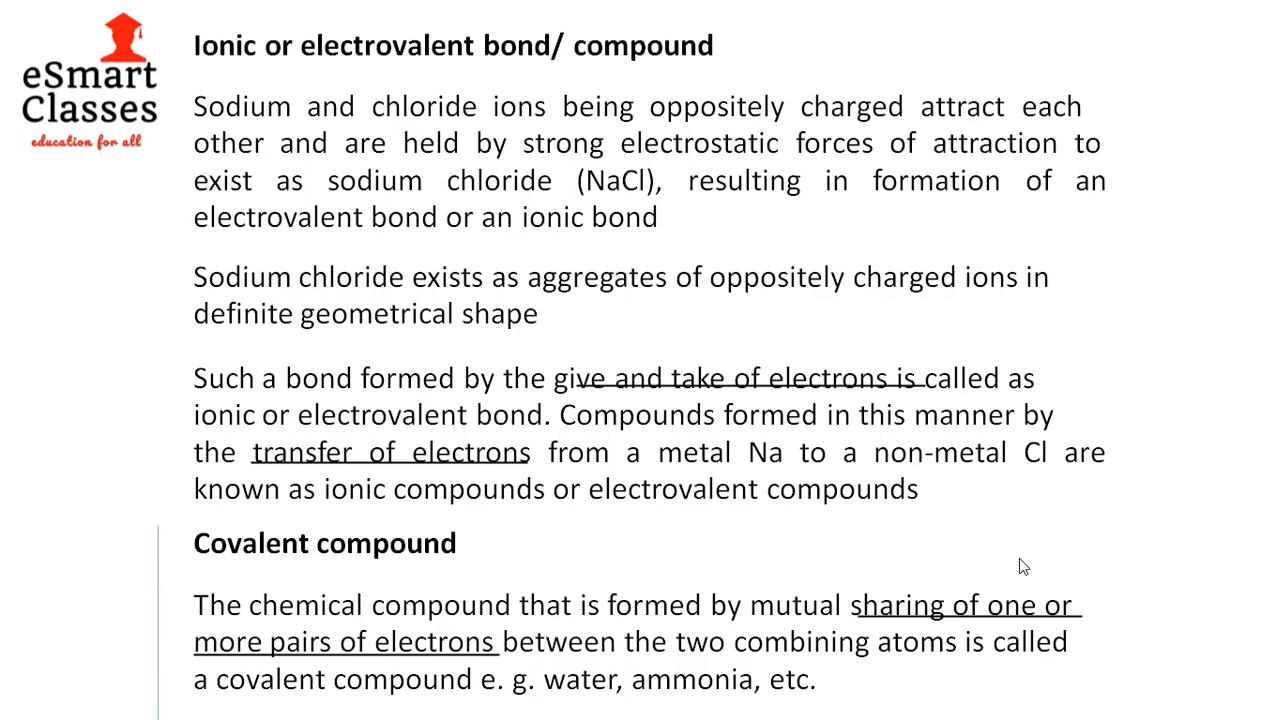 eSmart
Classes
education for all
Ionic or electrovalent bond/ compound
Sodium and chloride ions being oppositely charged attract each
other and are held by strong electrostatic forces of attraction to
exist as sodium chloride (NaCl), resulting in formation of an
electrovalent bond or an ionic bond
Sodium chloride exists as aggregates of oppositely charged ions in
definite geometrical shape
Such a bond formed by the give and take of electrons is called as
ionic or electrovalent bond. Compounds formed in this manner by
the transfer of electrons from a metal Na to a non-metal Cl are
known as ionic compounds or electrovalent compounds
Covalent compound
The chemical compound that is formed by mutual sharing of one or
more pairs of electrons between the two combining atoms is called
a covalent compound e. g. water, ammonia, etc.